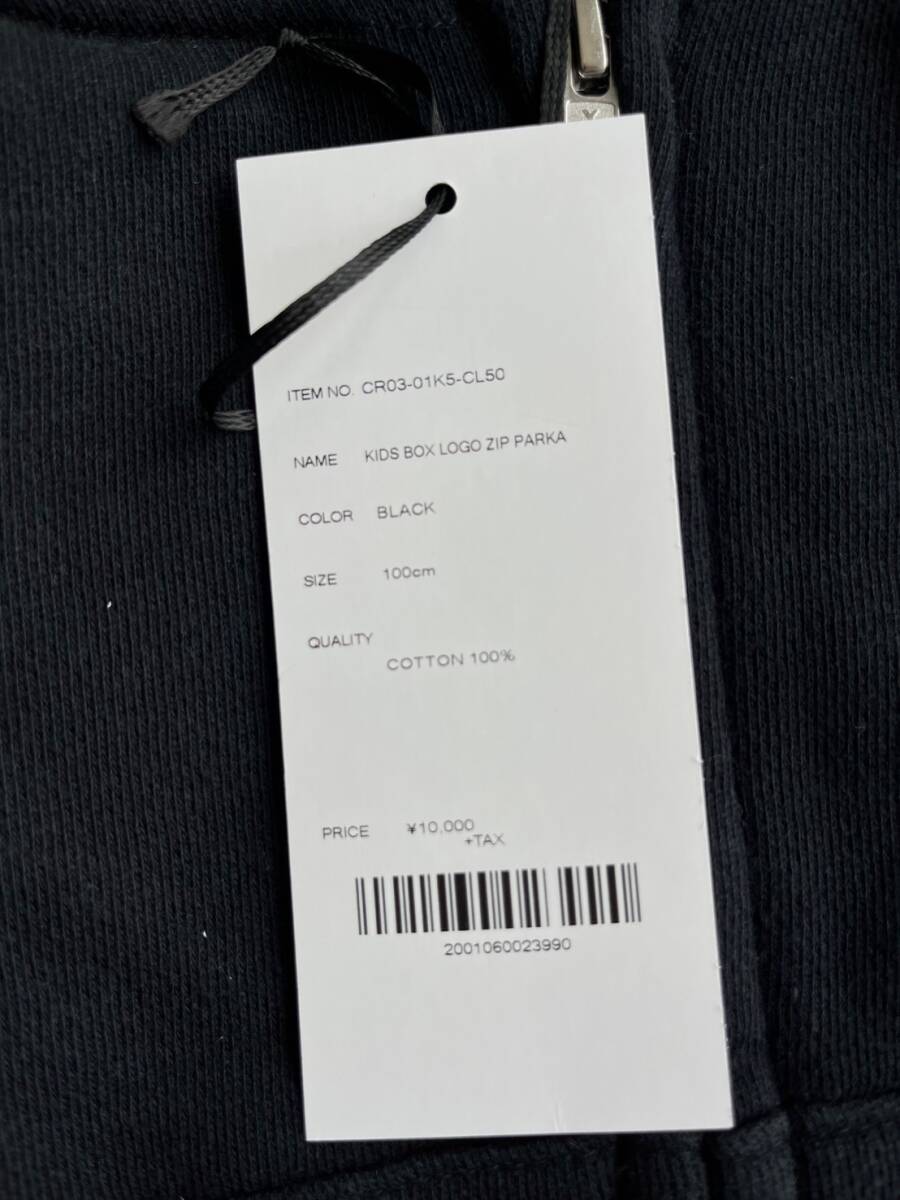 ITEM NO. CR03-01K5-CL50
NAME KIDS BOX LOGO ZIP PARKA
COLOR BLACK
SIZE 100cm
QUALITY
COTTON 100%
PRICE ¥10,000
+TAX
2001060023990